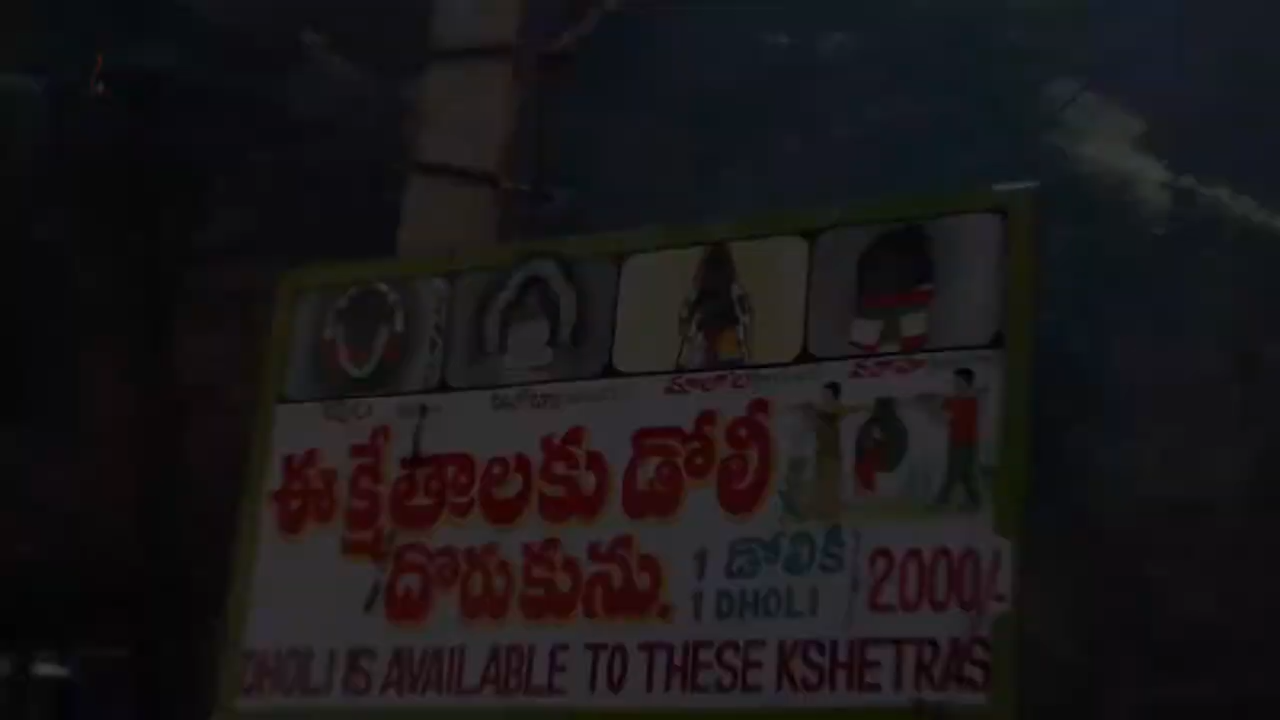 ఈ క్షేత్రాలకు డోలీ
దొరుకును.
1 డోలికి
1 DHOLI
2000/-
DHOLI IS AVAILABLE TO THESE KSHETRAS